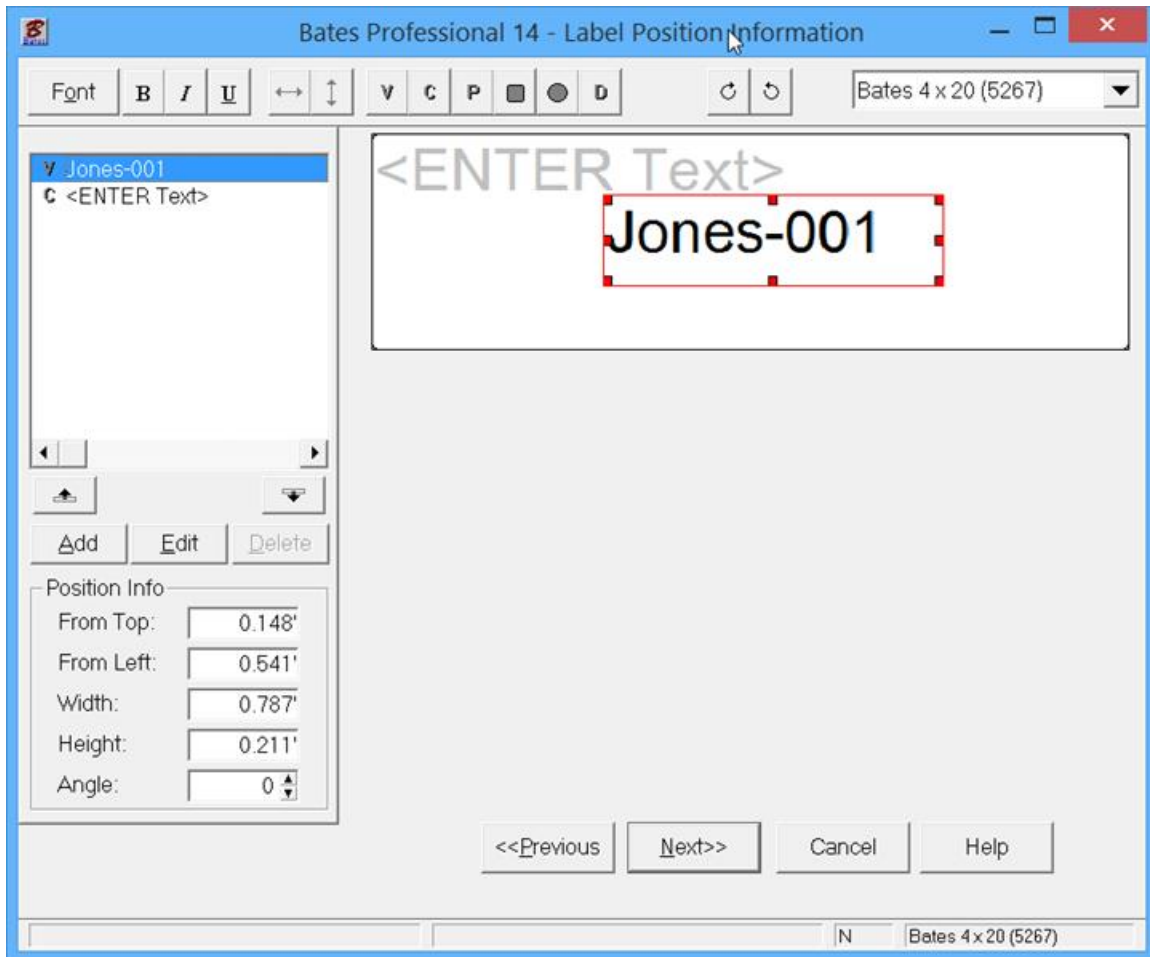 Bates Professional 14 - Label Position Information
Font B I U V C P D Bates 4 x 20 (5267)
V Jones-001
C <ENTER Text>
<ENTER Text>
Jones-001
Add Edit Delete
Position Info
From Top: 0.148'
From Left: 0.541'
Width: 0.787'
Height: 0.211'
Angle: 0
<<Previous Next>> Cancel Help
N Bates 4 x 20 (5267)